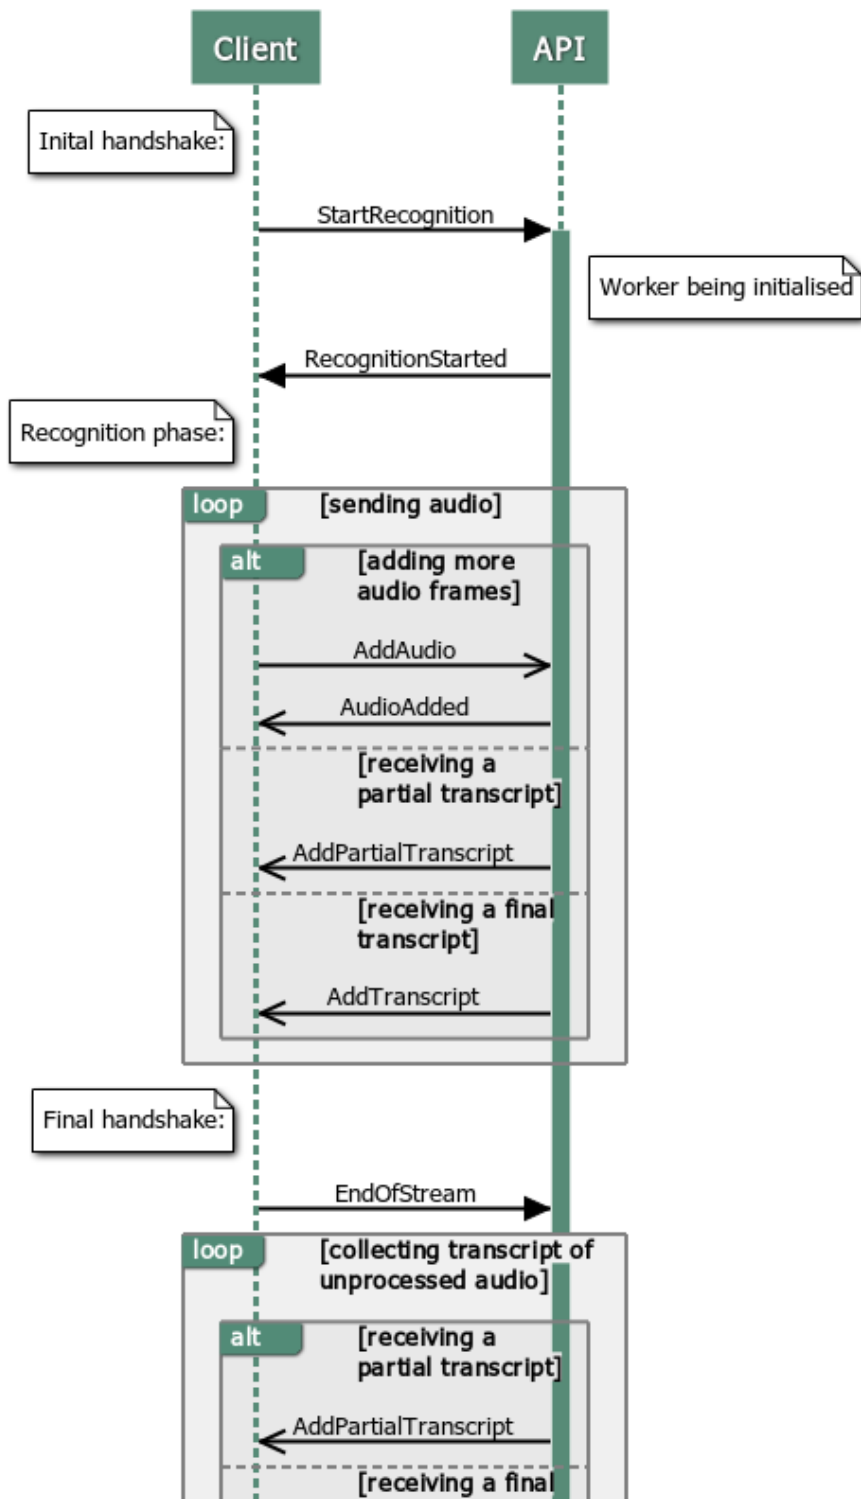 Client
API
Inital handshake:
StartRecognition
Worker being initialised
RecognitionStarted
Recognition phase:
loop
[sending audio]
alt
[adding more
audio frames]
AddAudio
AudioAdded
[receiving a
partial transcript]
AddPartialTranscript
[receiving a final
transcript]
AddTranscript
Final handshake:
EndOfStream
loop
[collecting transcript of
unprocessed audio]
alt
[receiving a
partial transcript]
AddPartialTranscript
[receiving a final